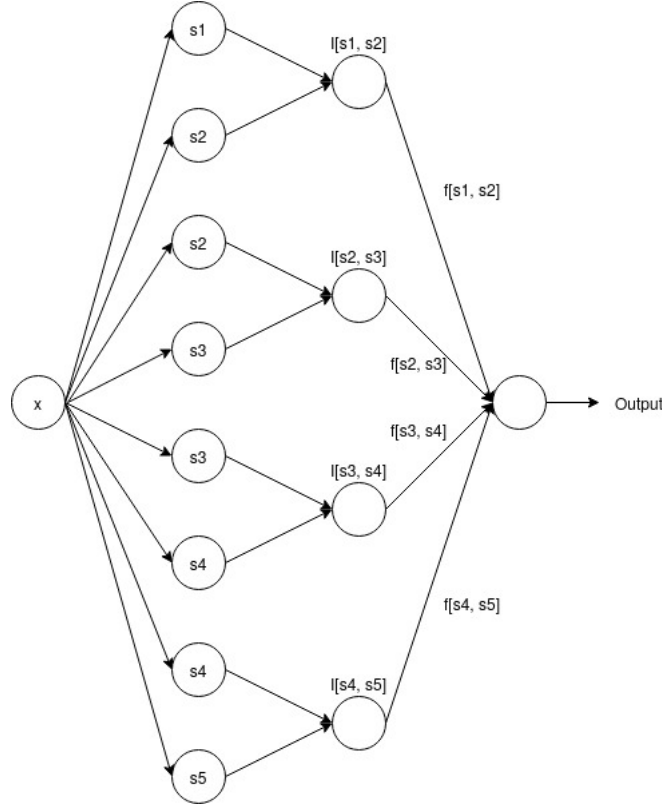 s1
I[s1, s2]
s2
f[s1, s2]
s2
I[s2, s3]
s3
f[s2, s3]
x
Output
f[s3, s4]
s3
I[s3, s4]
s4
f[s4, s5]
s4
I[s4, s5]
s5